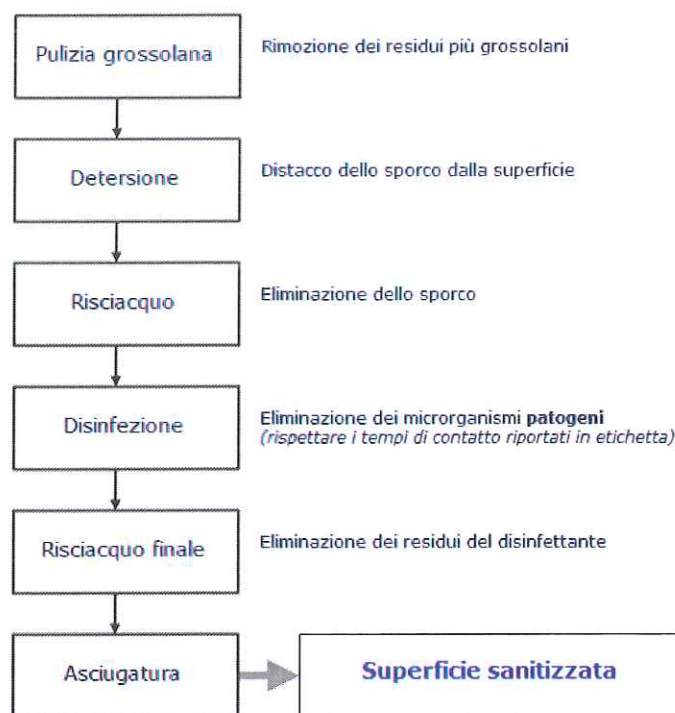 Pulizia grossolana
Rimozione dei residui più grossolani
Detersione
Distacco dello sporco dalla superficie
Risciacquo
Eliminazione dello sporco
Disinfezione
Eliminazione dei microrganismi patogeni
(rispettare i tempi di contatto riportati in etichetta)
Risciacquo finale
Eliminazione dei residui del disinfettante
Asciugatura
Superficie sanitizzata